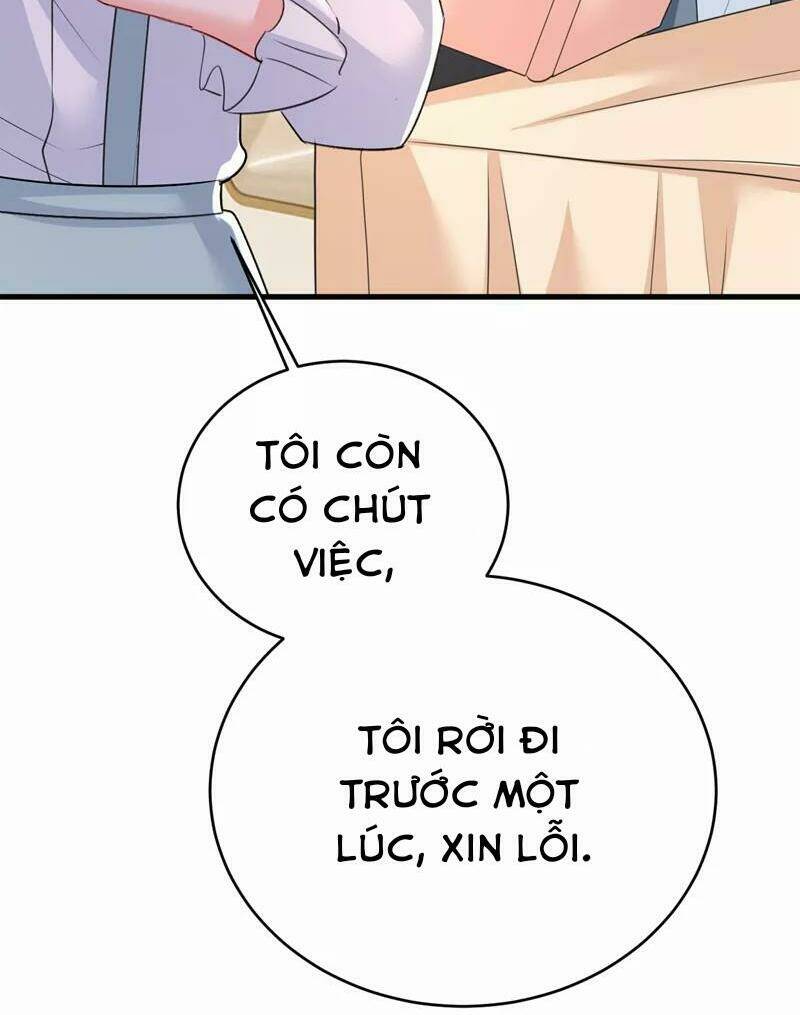 TÔI CÒN
CÓ CHÚT
VIỆC,
TÔI RỜI ĐI
TRƯỚC MỘT
LÚC, XIN LỖI.